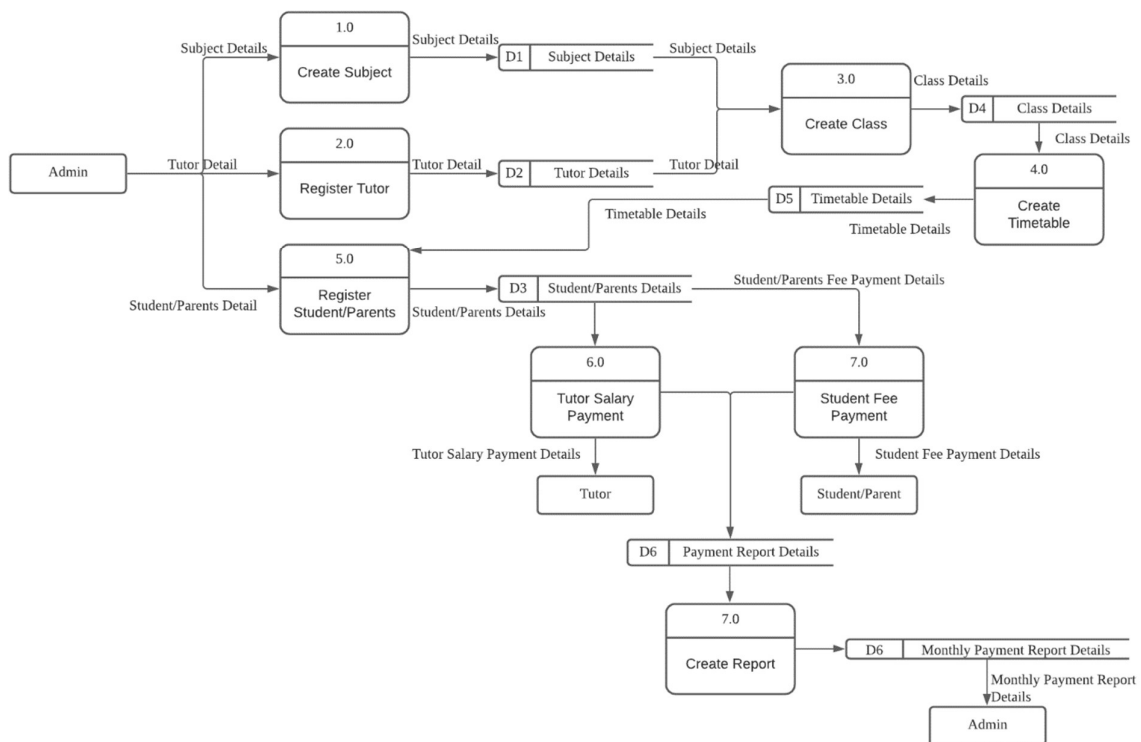 1.0
Create Subject
Subject Details
Subject Details
D1 Subject Details
Subject Details
3.0
Create Class
Class Details
D4 Class Details
Class Details
2.0
Register Tutor
Admin
Tutor Detail
Tutor Detail
D2 Tutor Details
Tutor Detail
4.0
Create
Timetable
D5 Timetable Details
Timetable Details
Timetable Details
5.0
Register
Student/Parents
Student/Parents Detail
Student/Parents Details
D3 Student/Parents Details
Student/Parents Fee Payment Details
6.0
Tutor Salary
Payment
7.0
Student Fee
Payment
Tutor Salary Payment Details
Student Fee Payment Details
Tutor
Student/Parent
D6 Payment Report Details
7.0
Create Report
D6 Monthly Payment Report Details
Monthly Payment Report
Details
Admin